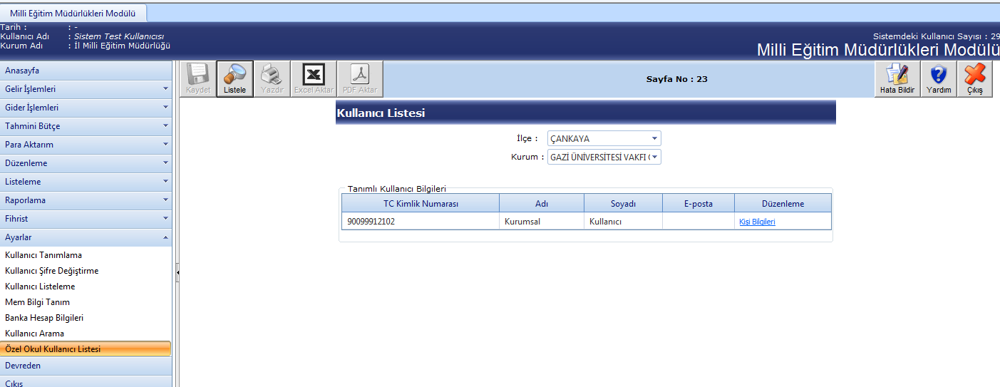 Milli Eğitim Müdürlükleri Modülü
Tarih : : -
Kullanıcı Adı : Sistem Test Kullanıcısı
Kurum Adı : İl Milli Eğitim Müdürlüğü
Sistemdeki Kullanıcı Sayısı : 29
Milli Eğitim Müdürlükleri Modülü
Anasayfa
Gelir İşlemleri
Gider İşlemleri
Tahmini Bütçe
Para Aktarım
Düzenleme
Listeleme
Raporlama
Fihrist
Ayarlar
Kullanıcı Tanımlama
Kullanıcı Şifre Değiştirme
Kullanıcı Listeleme
Mem Bilgi Tanım
Banka Hesap Bilgileri
Kullanıcı Arama
Özel Okul Kullanıcı Listesi
Devreden
Çıkış
Kaydet Listele Yazdır Excel Aktar PDF Aktar
Sayfa No : 23
Hata Bildir Yardım Çıkış
Kullanıcı Listesi
İlçe : ÇANKAYA
Kurum : GAZİ ÜNİVERSİTESİ VAKFI
Tanımlı Kullanıcı Bilgileri
TC Kimlik Numarası Adı Soyadı E-posta Düzenleme
90099912102 Kurumsal Kullanıcı Kişi Bilgileri